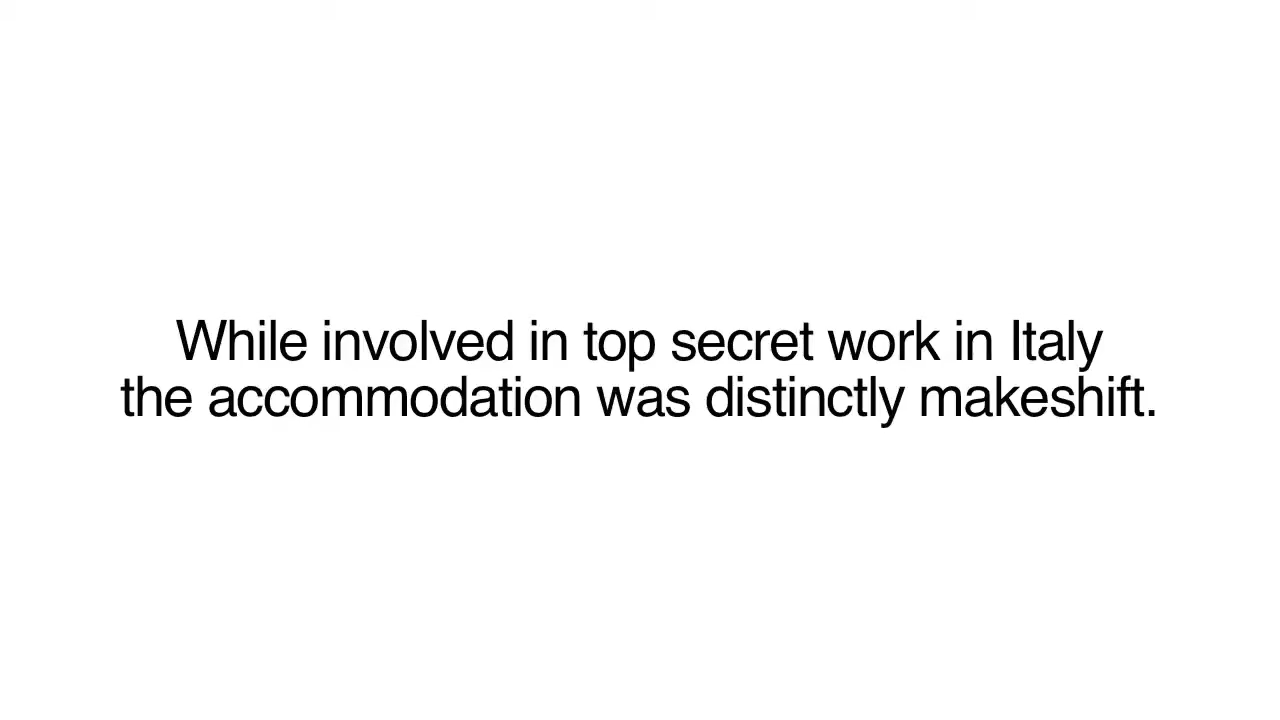 While involved in top secret work in Italy
the accommodation was distinctly makeshift.